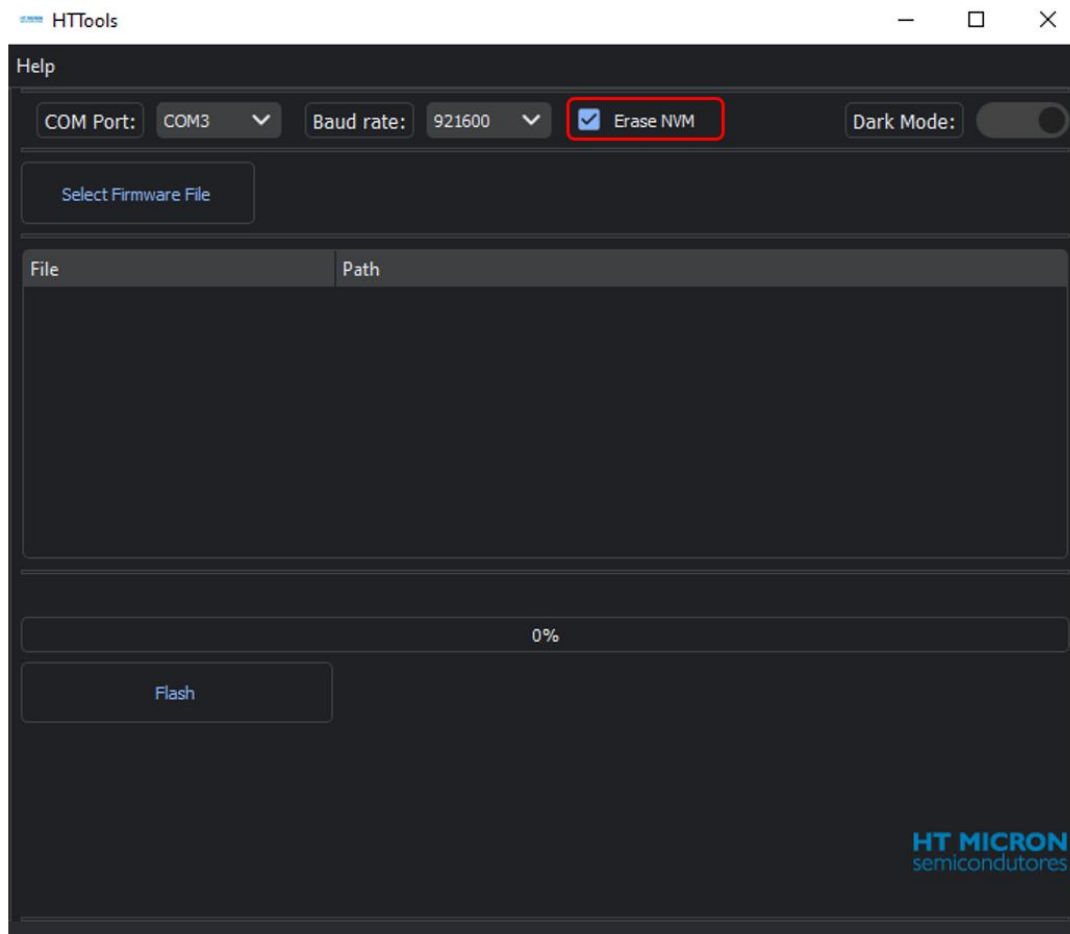 HTTools
Help
COM Port: COM3 Baud rate: 921600 Erase NVM Dark Mode:
Select Firmware File
File Path
0%
Flash
HT MICRON
semicondutores